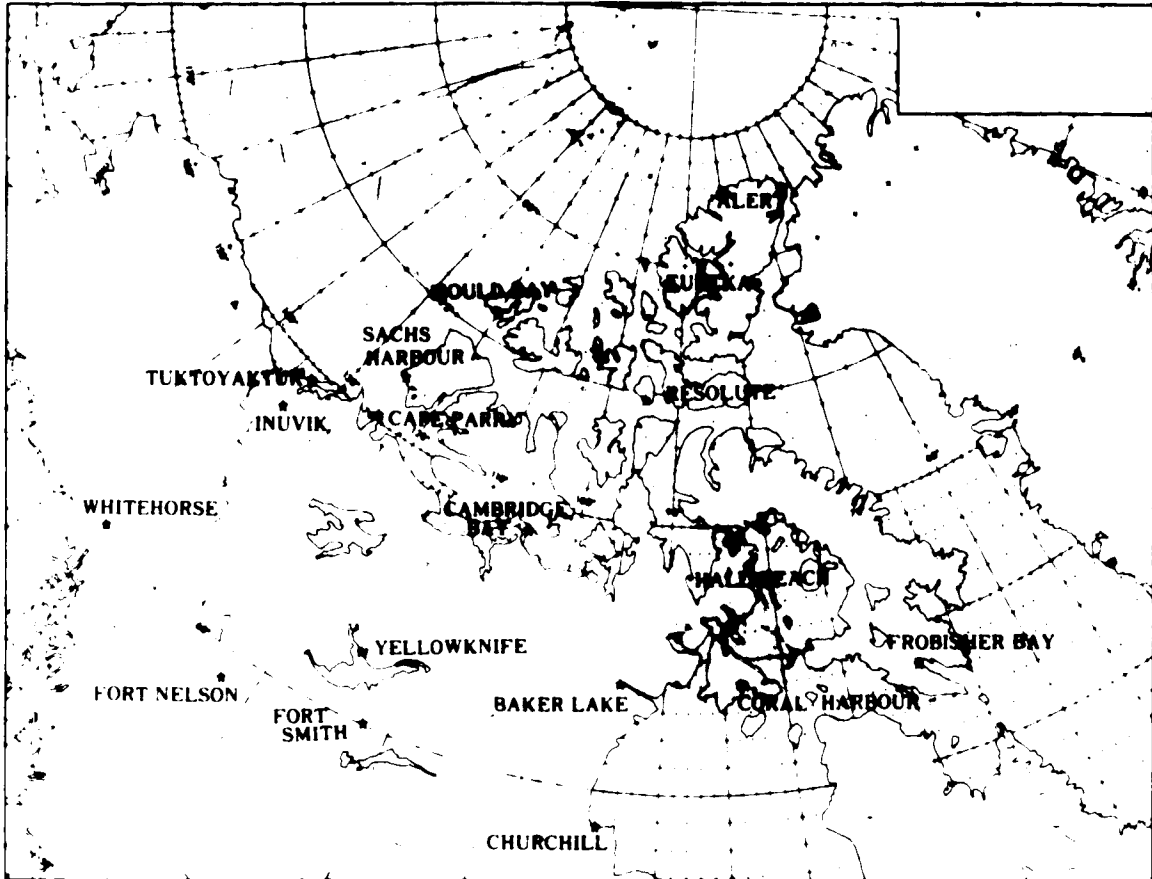 ALERT
MOULD BAY
EUREKA
SACHS
HARBOUR
TUKTOYAKTUK
RESOLUTE
INUVIK
CAPE PARRY
WHITEHORSE
CAMBRIDGE
BAY
HALL BEACH
YELLOWKNIFE
FROBISHER BAY
FORT NELSON
BAKER LAKE
CORAL HARBOUR
FORT
SMITH
CHURCHILL